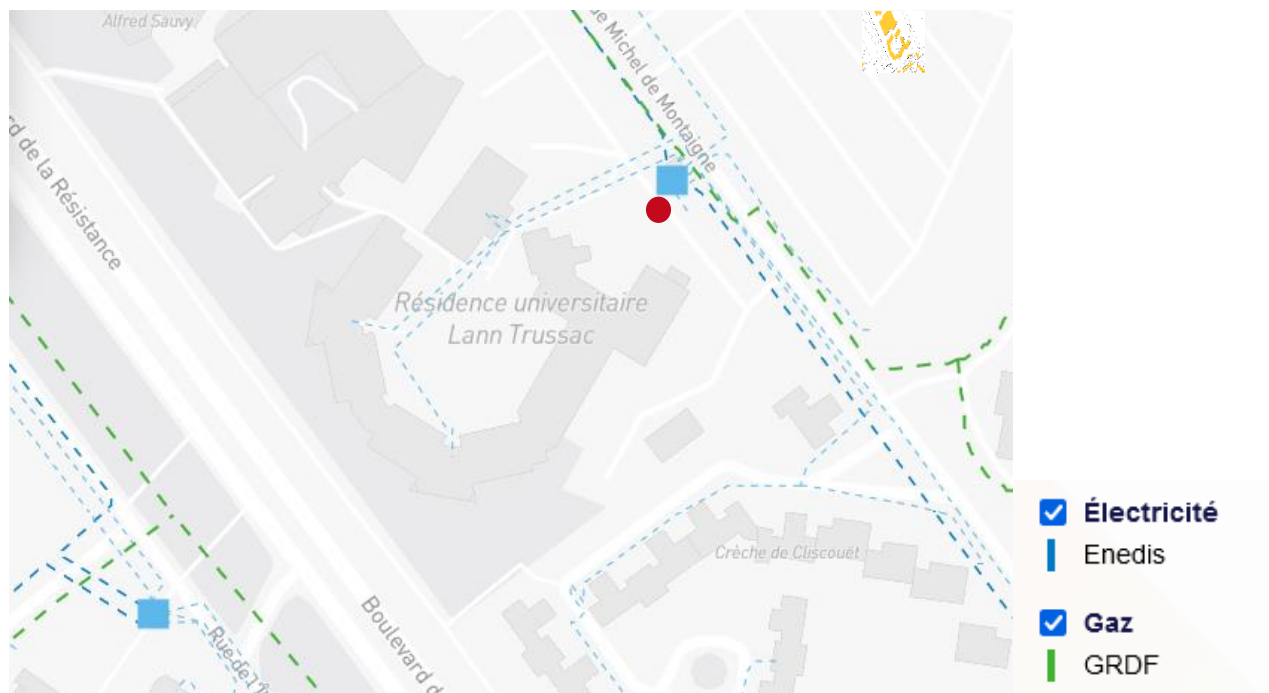 Alfred Sauvy
de Michel de Montaigne
rd de la Résistance
Résidence universitaire
Lann Trussac
Crèche de Cliscouët
Boulevard d
Rue de l'
Électricité
Enedis
Gaz
GRDF